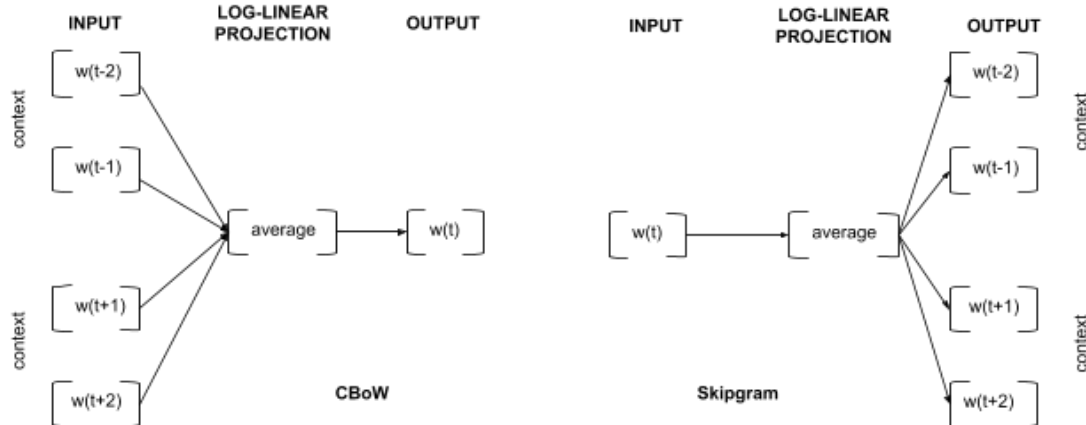 INPUT
LOG-LINEAR
PROJECTION
OUTPUT
context
context
w(t-2)
w(t-1)
w(t+1)
w(t+2)
average
w(t)
CBoW
INPUT
LOG-LINEAR
PROJECTION
OUTPUT
w(t)
average
w(t-2)
w(t-1)
w(t+1)
w(t+2)
context
context
Skipgram